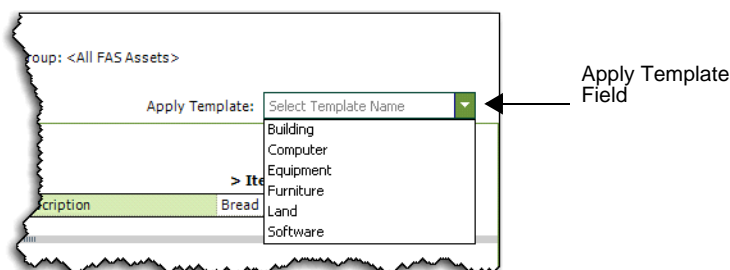 roup: <All FAS Assets>
Apply Template: Select Template Name
Apply Template
Field
Building
Computer
Equipment
> Ite
Furniture
cription Bread
Land
Software